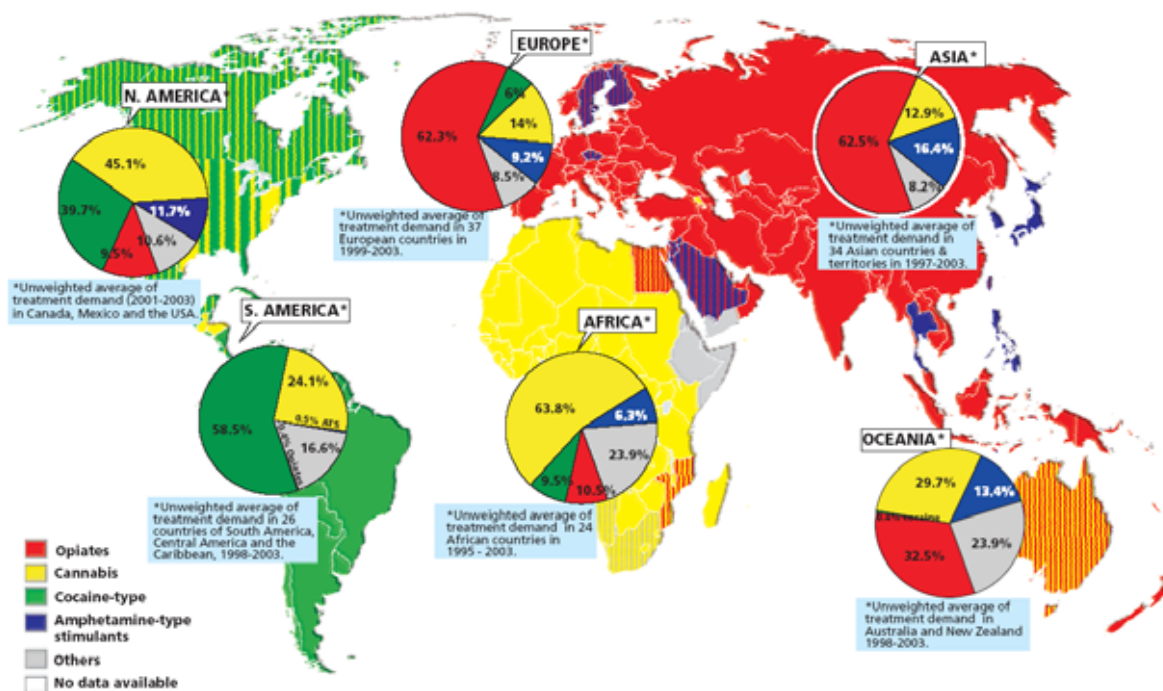 EUROPE*
ASIA*
N. AMERICA*
6%
12.9%
62.3%
14%
62.5%
16.4%
45.1%
9.2%
8.5%
8.2%
39.7%
11.7%
10.6%
9.5%
*Unweighted average of
treatment demand in 37
European countries in
1999-2003.
*Unweighted average of
treatment demand in
34 Asian countries &
territories in 1997-2003.
*Unweighted average of
treatment demand (2001-2003)
in Canada, Mexico and the USA.
S. AMERICA*
AFRICA*
24.1%
0.5% ATS
58.5%
16.6%
63.8%
6.3%
23.9%
9.5%
10.5%
OCEANIA*
29.7%
13.4%
32.5%
23.9%
*Unweighted average of
treatment demand in 26
countries of South America,
Central America and the
Caribbean, 1998-2003.
*Unweighted average of
treatment demand in 24
African countries in
1995 - 2003.
*Unweighted average of
treatment demand in
Australia and New Zealand
1998-2003.
Opiates
Cannabis
Cocaine-type
Amphetamine-type
stimulants
Others
No data available